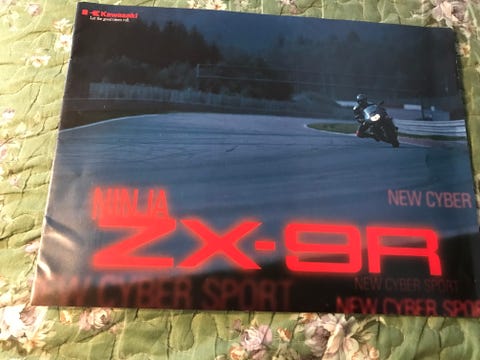 Kawasaki
Let the good times roll.
NEW CYBER
NINJA
ZX-9R
NEW CYBER SPORT
NEW CYBER SPORT
NEW CYBER SPORT